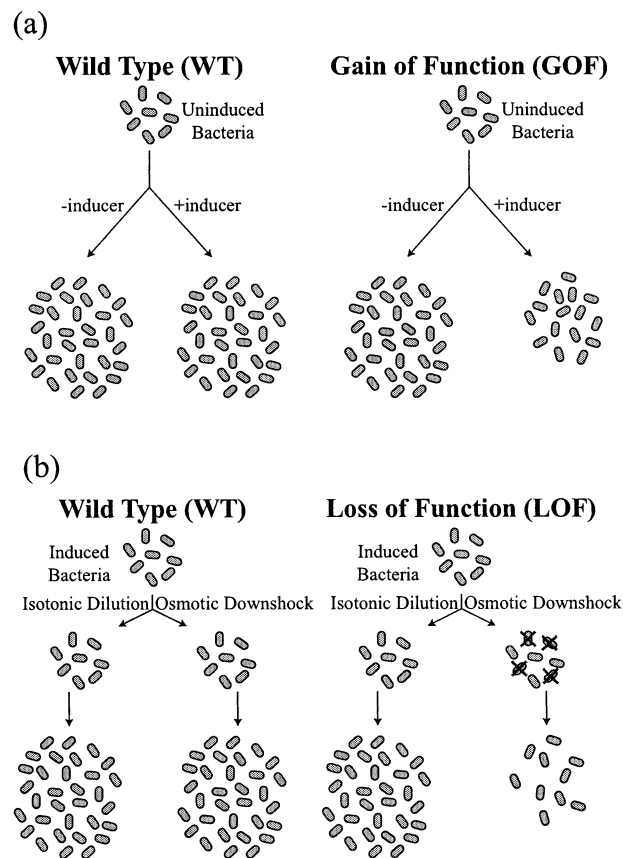 (a)
Wild Type (WT)
Gain of Function (GOF)
Uninduced
Bacteria
Uninduced
Bacteria
-inducer
+inducer
-inducer
+inducer
(b)
Wild Type (WT)
Loss of Function (LOF)
Induced
Bacteria
Induced
Bacteria
Isotonic Dilution
Osmotic Downshock
Isotonic Dilution
Osmotic Downshock